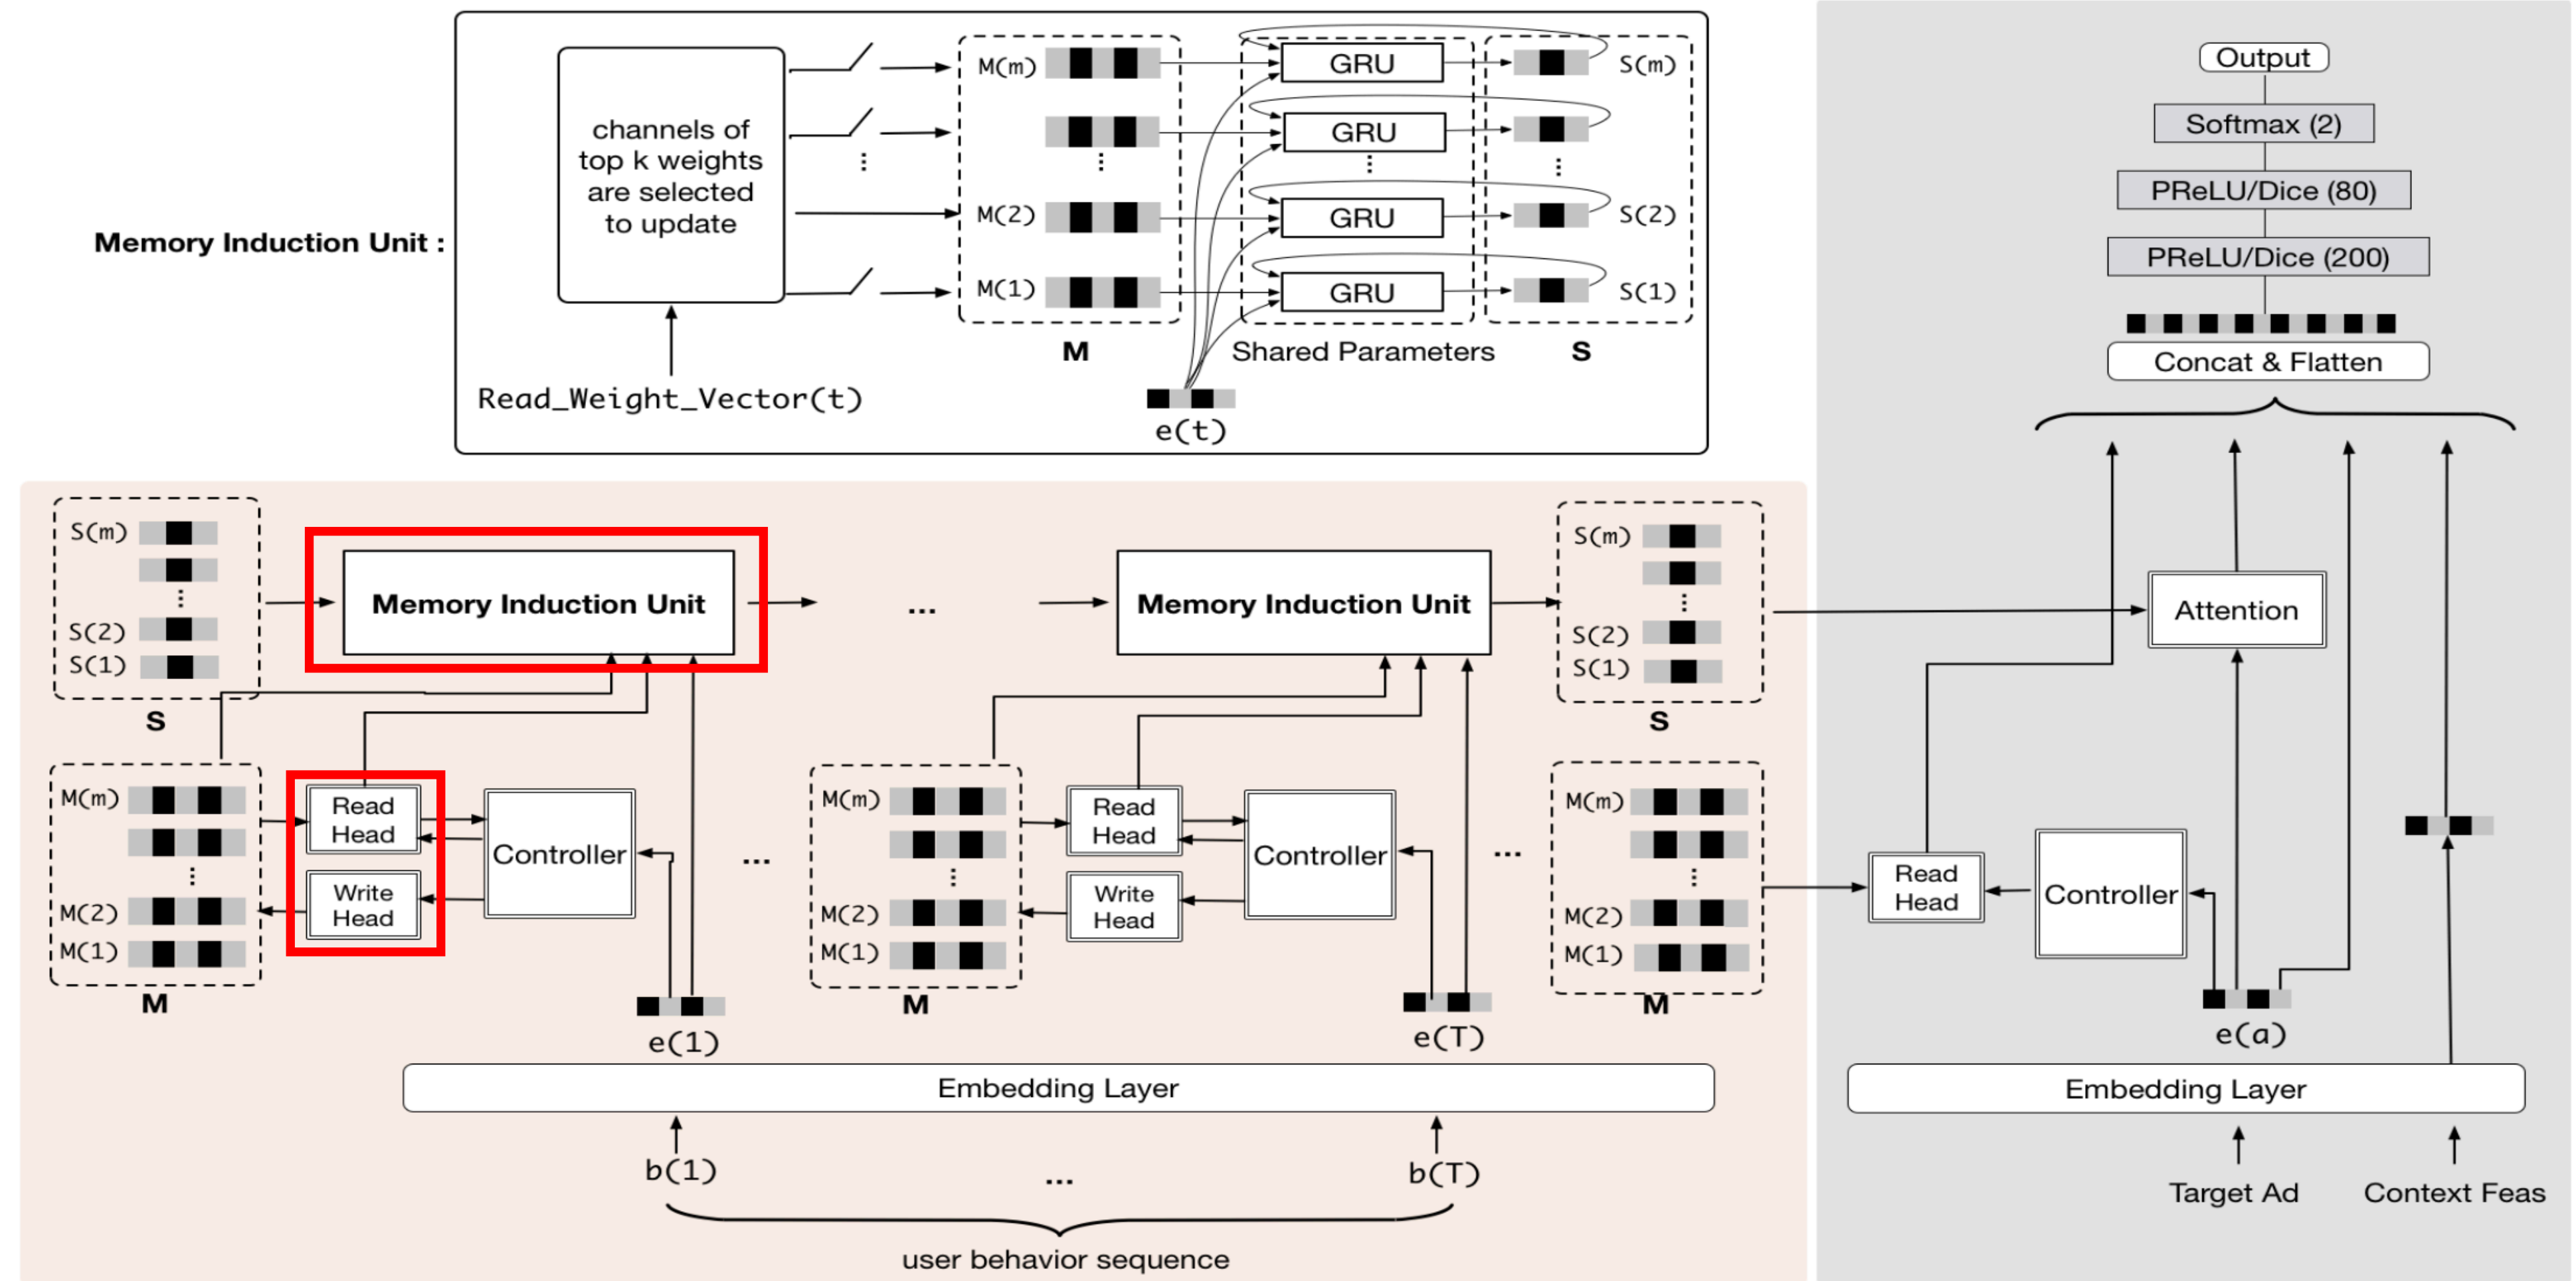 Memory Induction Unit :
channels of
top k weights
are selected
to update
Read_Weight_Vector(t)
M(m)
M(2)
M(1)
M
GRU
GRU
⋮
GRU
GRU
Shared Parameters
e(t)
S(m)
S(2)
S(1)
S
Output
Softmax (2)
PReLU/Dice (80)
PReLU/Dice (200)
Concat & Flatten
S(m)
S(2)
S(1)
S
Memory Induction Unit
...
Memory Induction Unit
S(m)
S(2)
S(1)
S
Attention
M(m)
M(2)
M(1)
M
Read
Head
Write
Head
Controller
...
M(m)
M(2)
M(1)
M
Read
Head
Write
Head
Controller
...
M(m)
M(2)
M(1)
M
Read
Head
Controller
e(1)
e(T)
e(a)
Embedding Layer
Embedding Layer
b(1)
...
b(T)
user behavior sequence
Target Ad
Context Feas